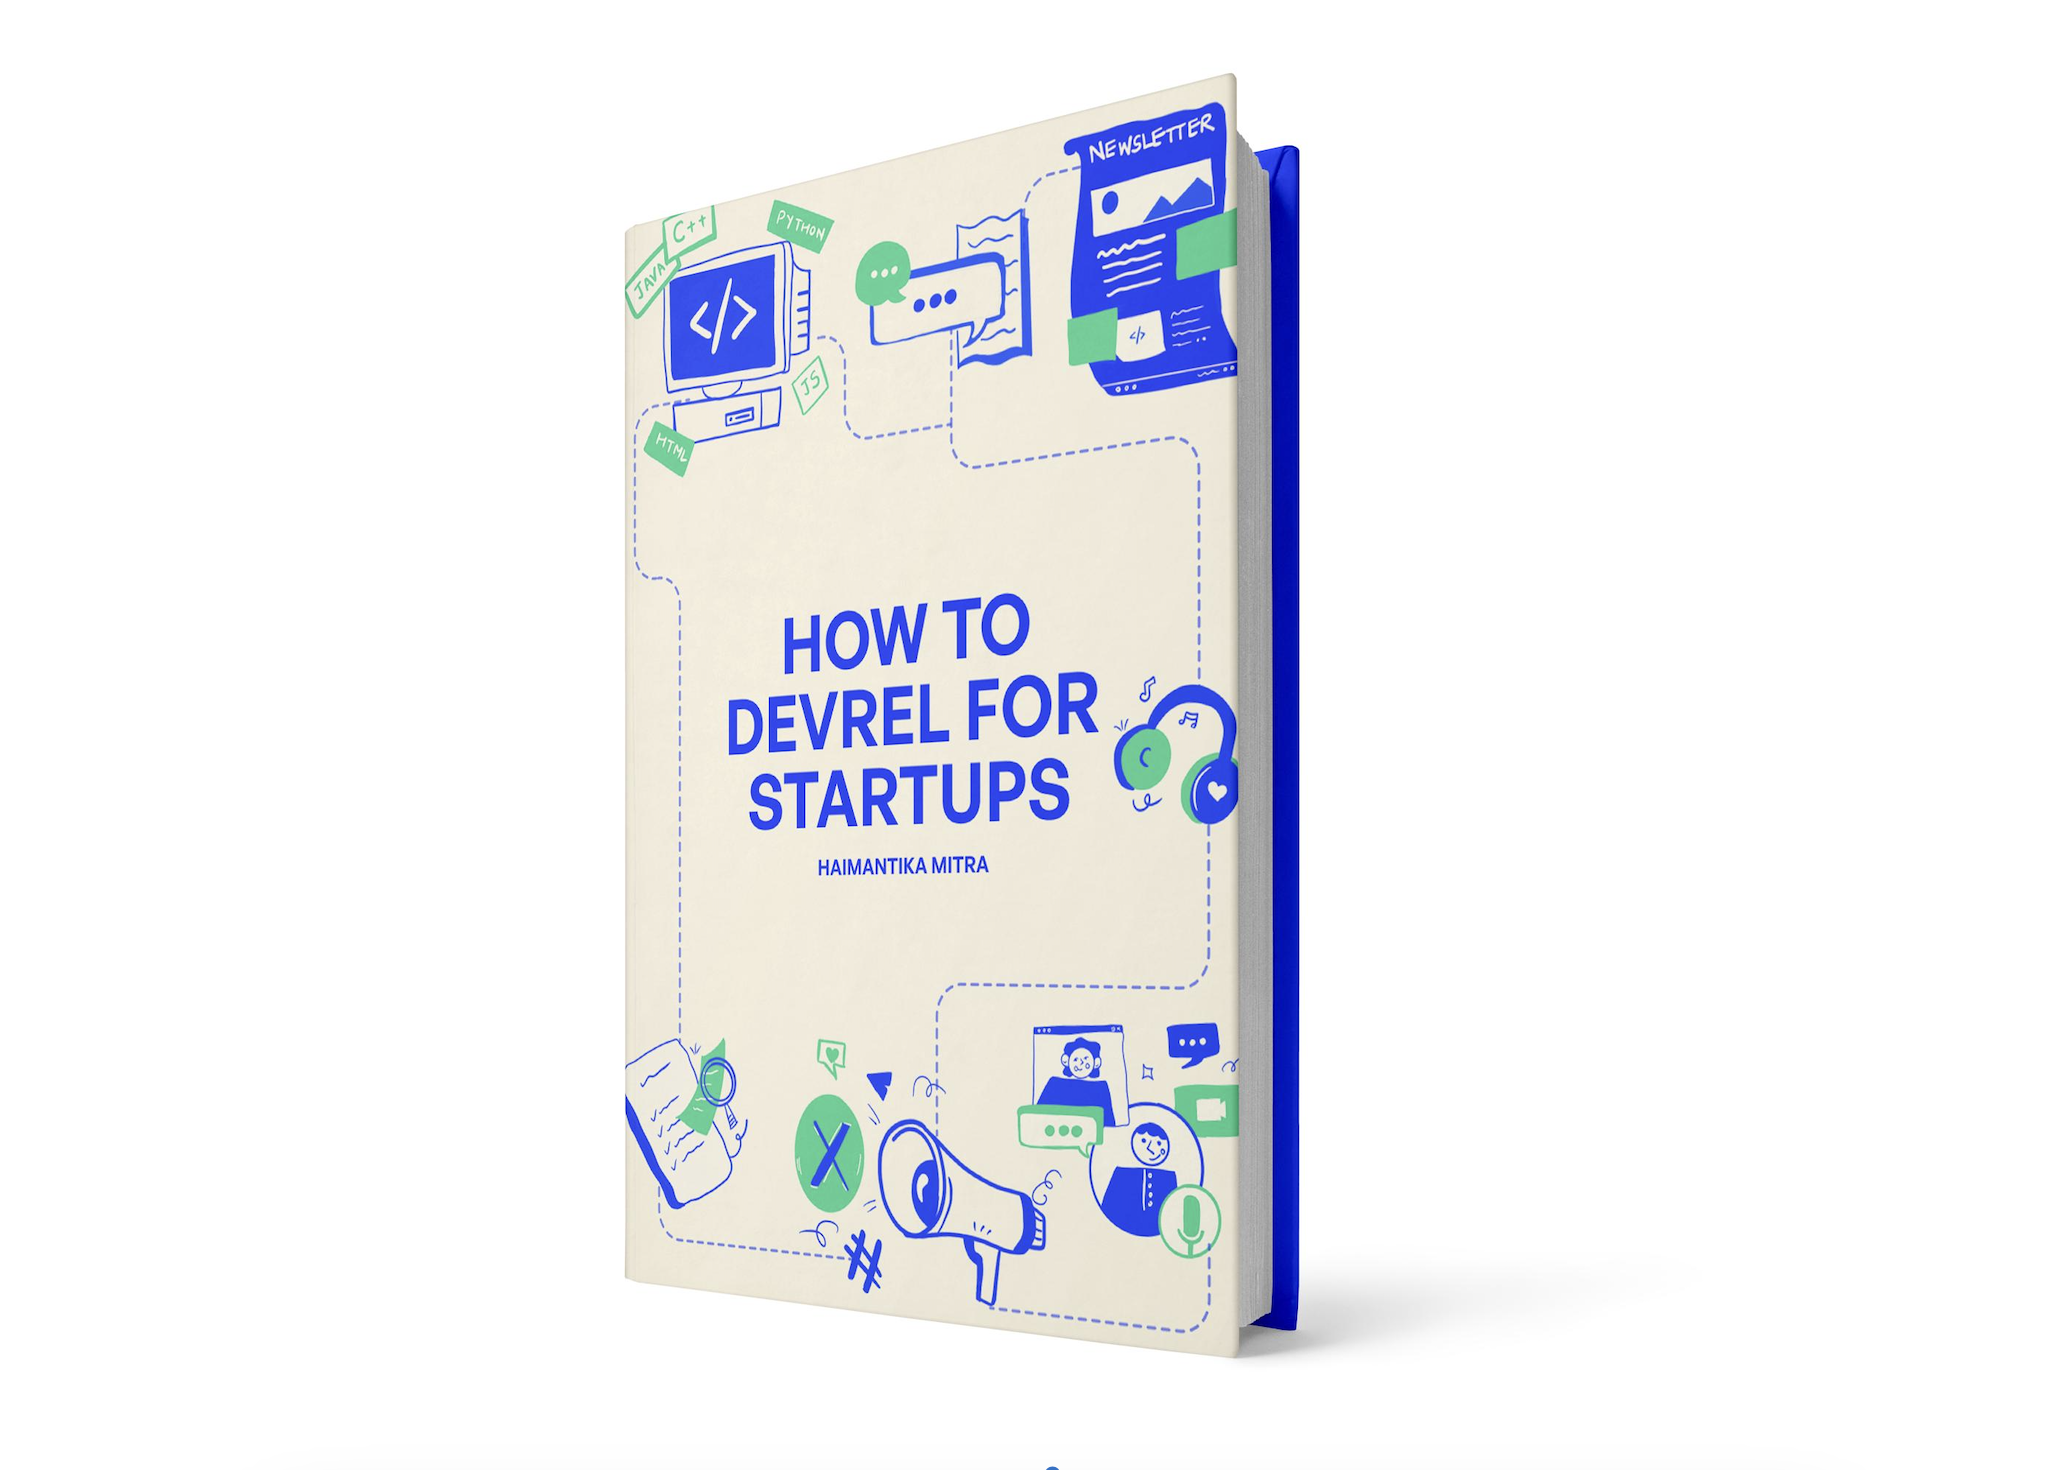 NEWSLETTER
C++
PYTHON
JAVA
</>
JS
</>
HTML
HOW TO
DEVREL FOR
STARTUPS
HAIMANTIKA MITRA
X
#